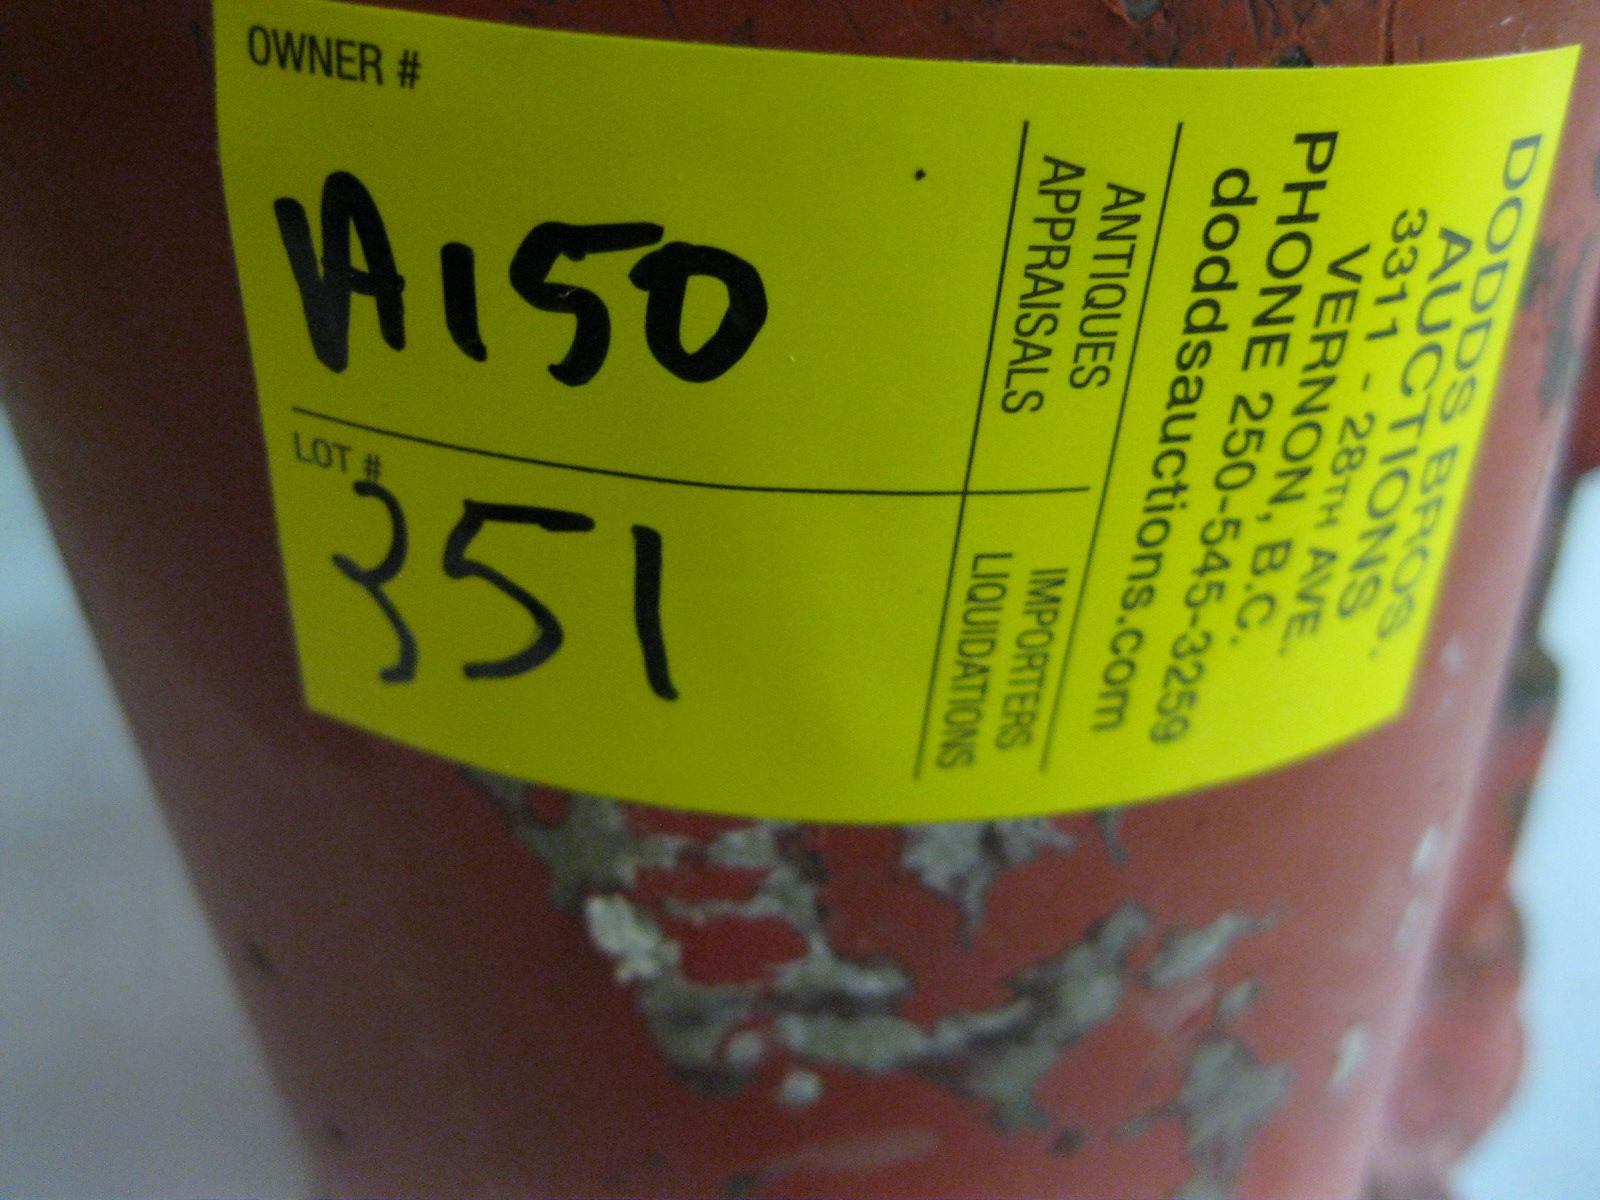 OWNER #
A150
LOT #
351
ANTIQUES
APPRAISALS
IMPORTERS
LIQUIDATIONS
DODDS BROS.
AUCTIONS
3311 - 28TH AVE.
VERNON, B.C.
PHONE 250-545-3259
doddsauctions.com